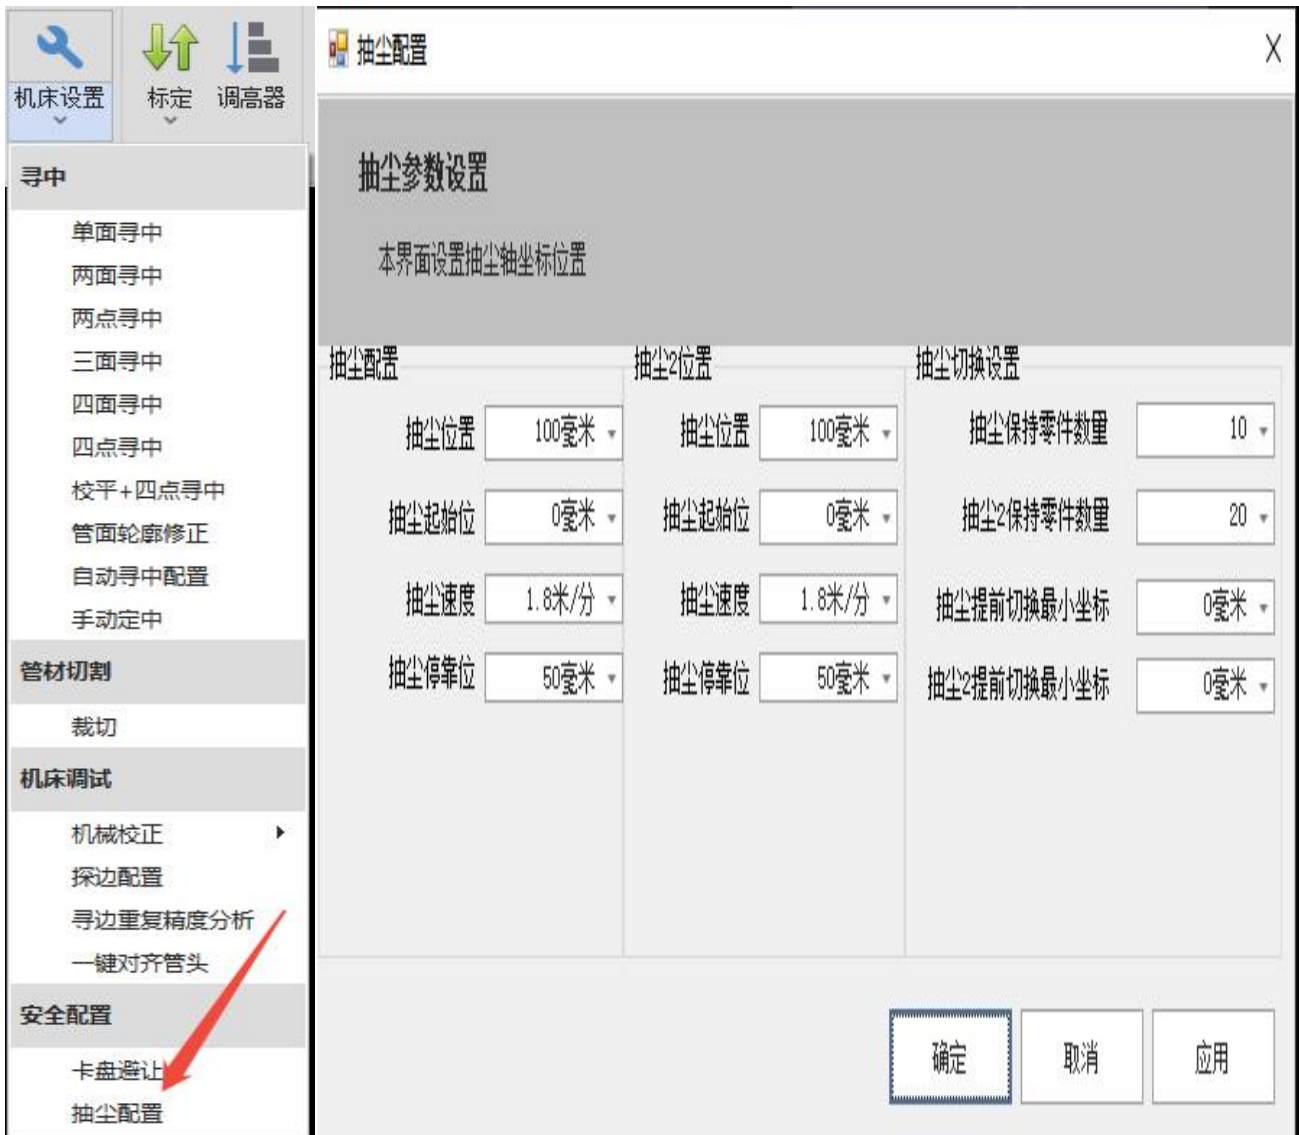 机床设置
标定
调高器
寻中
单面寻中
两面寻中
两点寻中
三面寻中
四面寻中
四点寻中
校平+四点寻中
管面轮廓修正
自动寻中配置
手动定中
管材切割
裁切
机床调试
机械校正
探边配置
寻边重复精度分析
一键对齐管头
安全配置
卡盘避让
抽尘配置
抽尘配置
X
抽尘参数设置
本界面设置抽尘轴坐标位置
抽尘配置
抽尘位置 100毫米
抽尘起始位 0毫米
抽尘速度 1.8米/分
抽尘停靠位 50毫米
抽尘2位置
抽尘位置 100毫米
抽尘起始位 0毫米
抽尘速度 1.8米/分
抽尘停靠位 50毫米
抽尘切换设置
抽尘保持零件数量 10
抽尘2保持零件数量 20
抽尘提前切换最小坐标 0毫米
抽尘2提前切换最小坐标 0毫米
确定
取消
应用